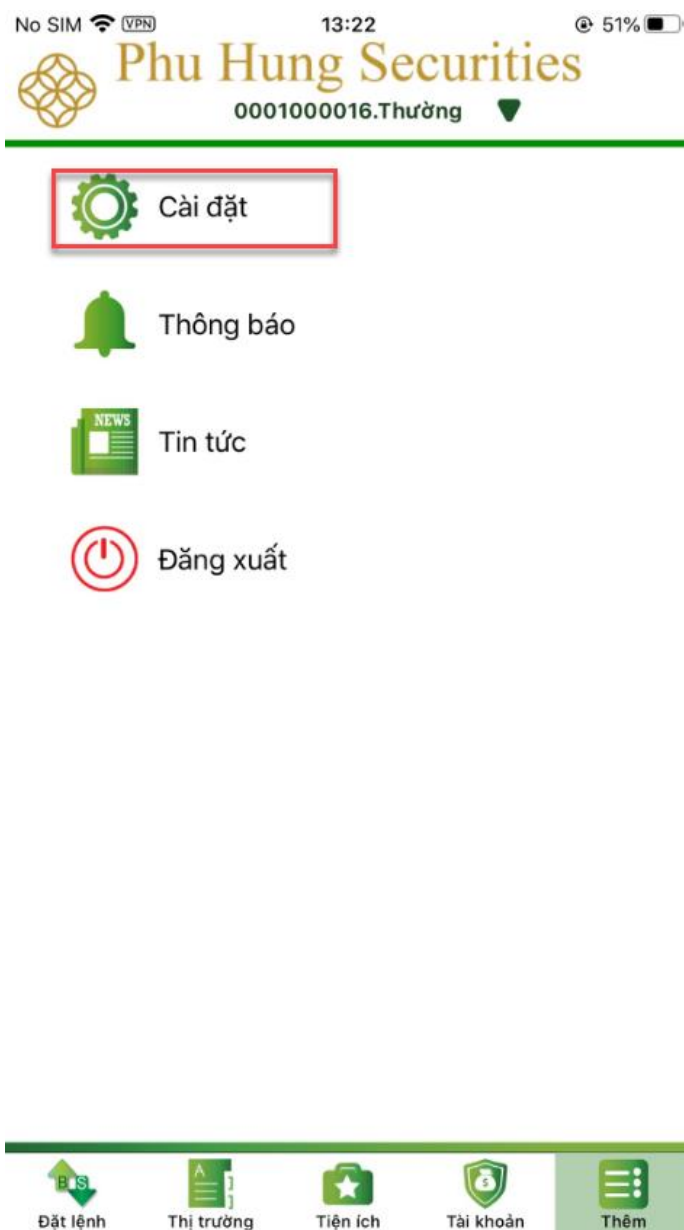 No SIM VPN 13:22 51%
Phu Hung Securities
0001000016.Thường
Cài đặt
Thông báo
NEWS
Tin tức
Đăng xuất
B S A $
Đặt lệnh Thị trường Tiện ích Tài khoản Thêm